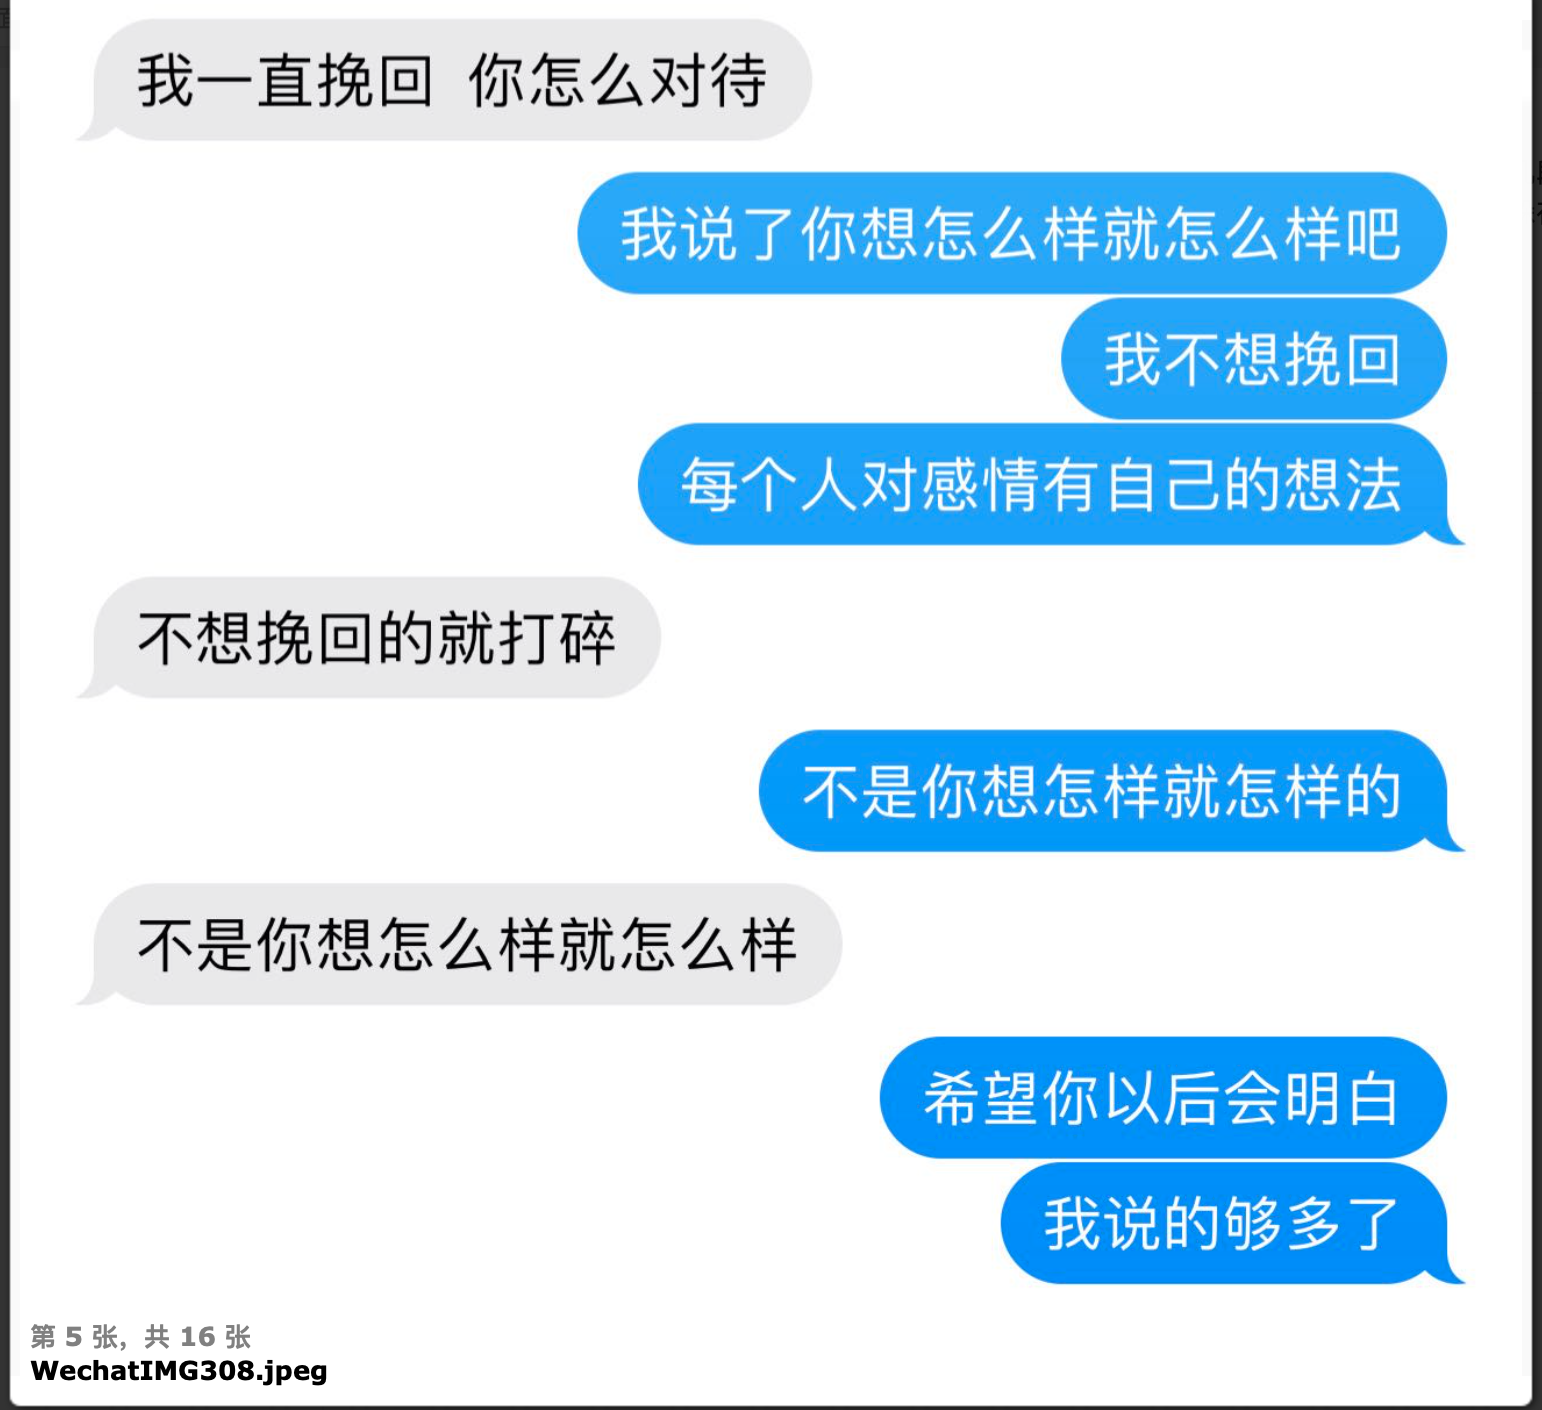 我一直挽回 你怎么对待
我说了你想怎么样就怎么样吧
我不想挽回
每个人对感情有自己的想法
不想挽回的就打碎
不是你想怎样就怎样的
不是你想怎么样就怎么样
希望你以后会明白
我说的够多了
第 5 张，共 16 张
WechatIMG308.jpeg